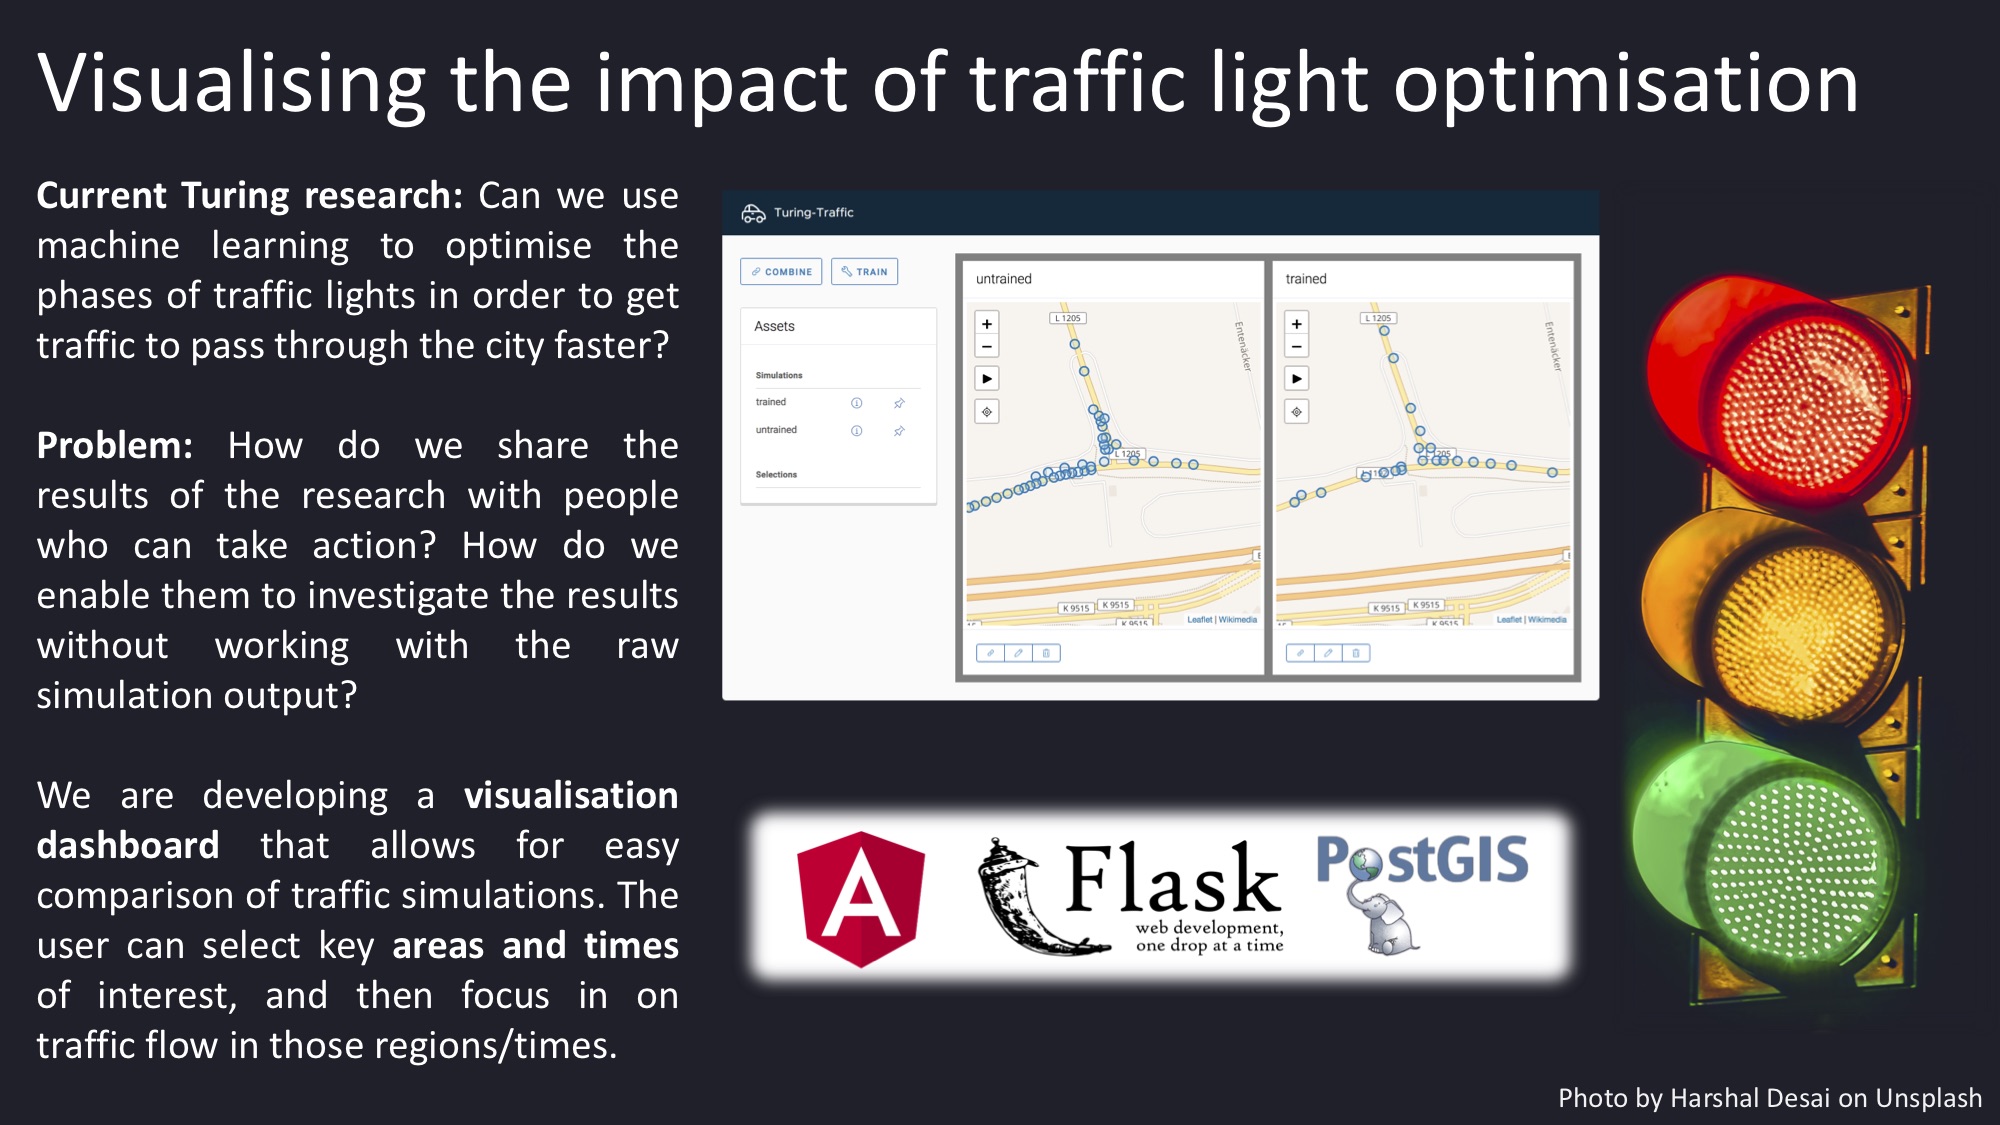 Visualising the impact of traffic light optimisation
Current Turing research: Can we use
machine learning to optimise the
phases of traffic lights in order to get
traffic to pass through the city faster?
Problem: How do we share the
results of the research with people
who can take action? How do we
enable them to investigate the results
without working with the raw
simulation output?
We are developing a visualisation
dashboard that allows for easy
comparison of traffic simulations. The
user can select key areas and times
of interest, and then focus in on
traffic flow in those regions/times.
Turing-Traffic
COMBINE
TRAIN
Assets
Simulations
trained
untrained
Selections
untrained
L 1205
Entenäcker
L 1205
K 9515
K 9515
K 9515
Leaflet | Wikimedia
trained
L 1205
Entenäcker
K 9515
K 9515
K 9515
Leaflet | Wikimedia
A
Flask
web development,
one drop at a time
PostGIS
Photo by Harshal Desai on Unsplash